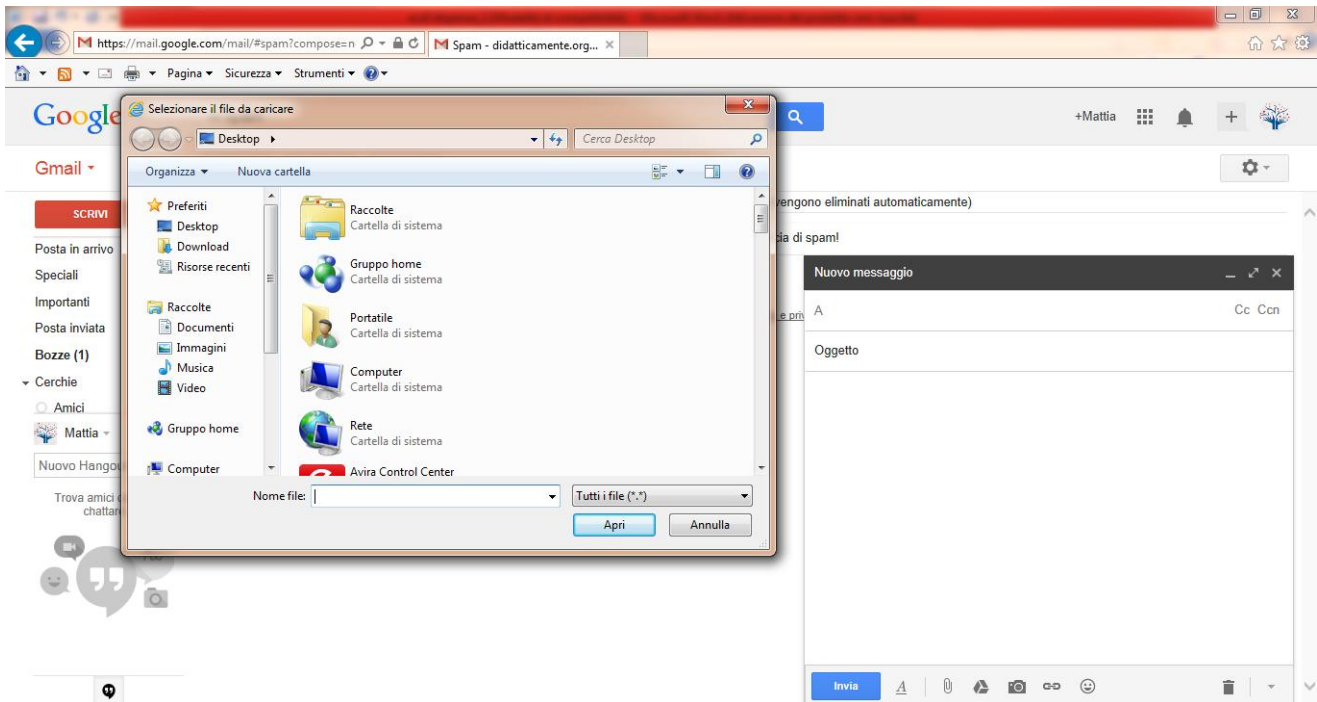 https://mail.google.com/mail/#spam?compose=n
Spam - didatticamente.org...
Pagina Sicurezza Strumenti
Google
+Mattia
Gmail
SCRIVI
Posta in arrivo
Speciali
Importanti
Posta inviata
Bozze (1)
Cerchie
Amici
Mattia
Nuovo Hangou
Trova amici
chattar
Selezionare il file da caricare
Desktop
Cerca Desktop
Organizza Nuova cartella
Preferiti
Desktop
Download
Risorse recenti
Raccolte
Documenti
Immagini
Musica
Video
Gruppo home
Computer
Raccolte
Cartella di sistema
Gruppo home
Cartella di sistema
Portatile
Cartella di sistema
Computer
Cartella di sistema
Rete
Cartella di sistema
Avira Control Center
Nome file:
Tutti i file (*.*)
Apri Annulla
vengono eliminati automaticamente)
cia di spam!
e priv
Nuovo messaggio
A
Cc Ccn
Oggetto
Invia
A